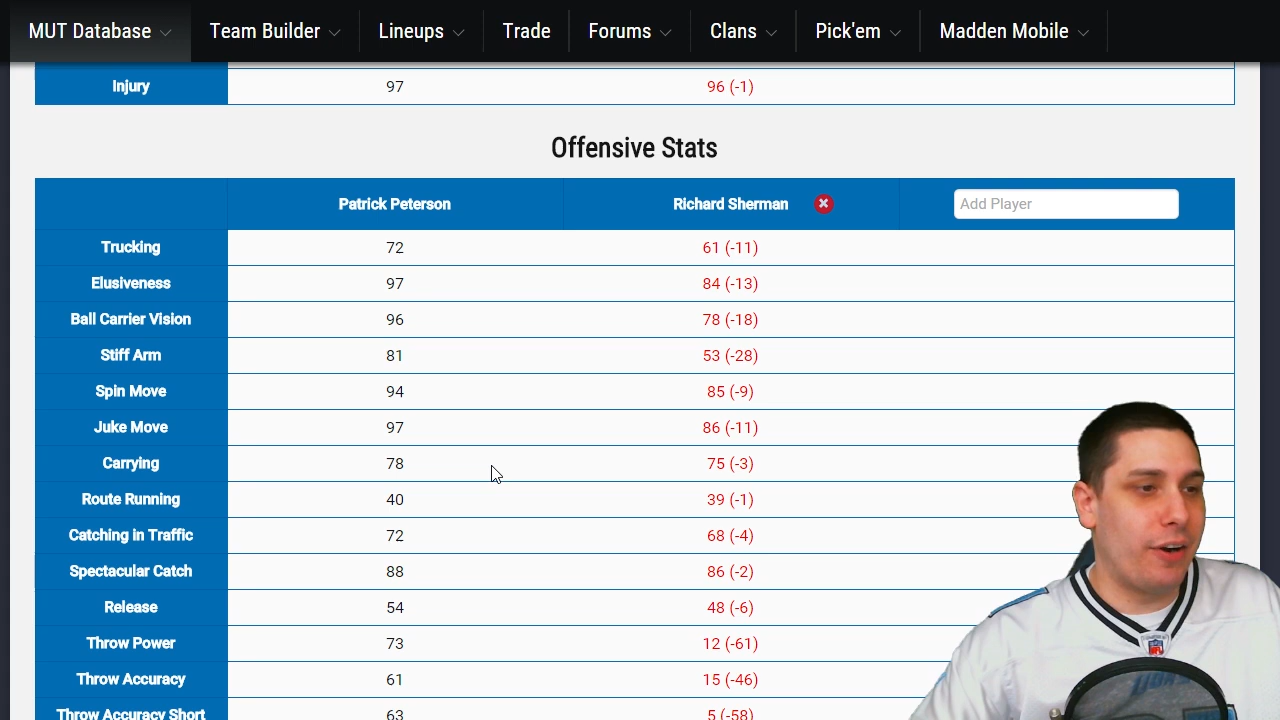 MUT Database Team Builder Lineups Trade Forums Clans Pick'em Madden Mobile
Injury 97 96 (-1)
Offensive Stats
Patrick Peterson Richard Sherman Add Player
Trucking 72 61 (-11)
Elusiveness 97 84 (-13)
Ball Carrier Vision 96 78 (-18)
Stiff Arm 81 53 (-28)
Spin Move 94 85 (-9)
Juke Move 97 86 (-11)
Carrying 78 75 (-3)
Route Running 40 39 (-1)
Catching in Traffic 72 68 (-4)
Spectacular Catch 88 86 (-2)
Release 54 48 (-6)
Throw Power 73 12 (-61)
Throw Accuracy 61 15 (-46)
Throw Accuracy Short 63 5 (-58)